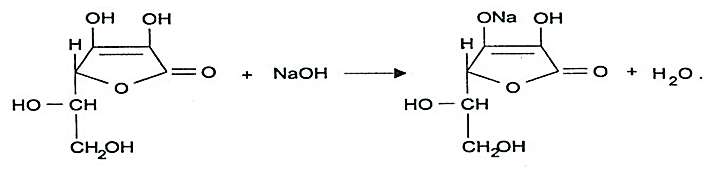 OH OH ONa OH
H H
O + NaOH O + H₂O.
O O
HO CH HO CH
CH₂OH CH₂OH